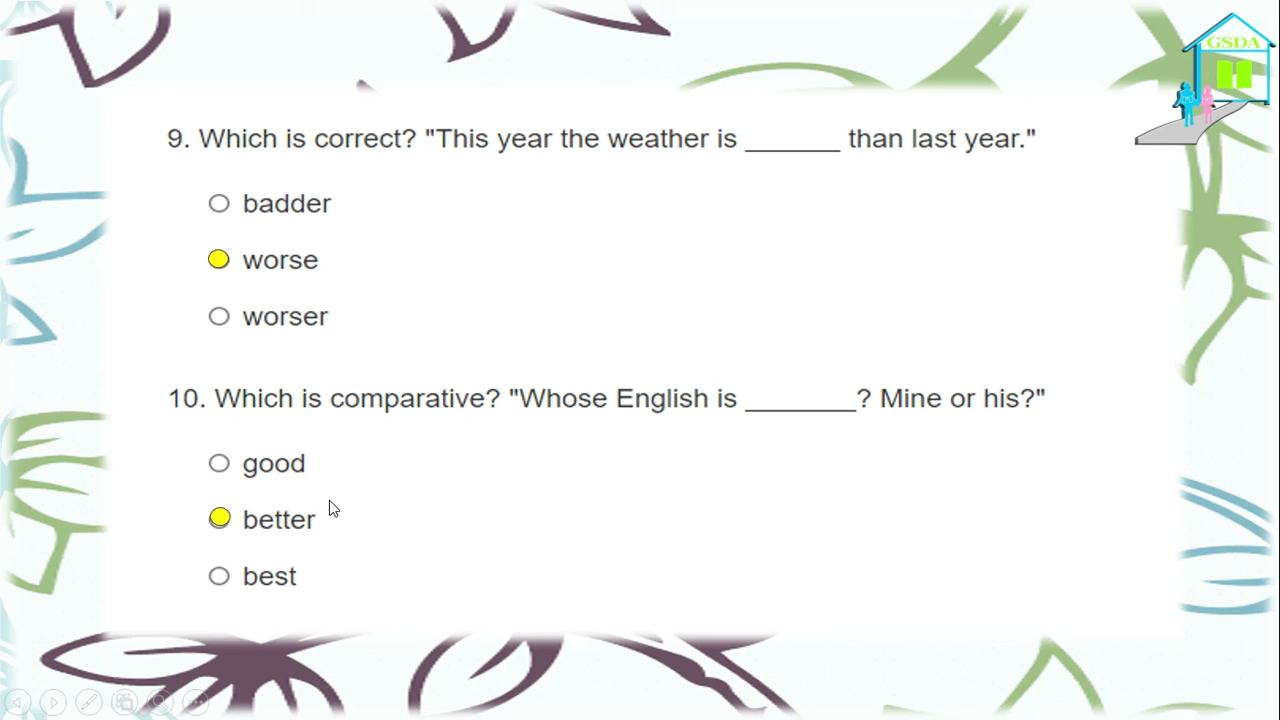 GSDA
9. Which is correct? "This year the weather is ______ than last year."
badder
worse
worser
10. Which is comparative? "Whose English is _______? Mine or his?"
good
better
best